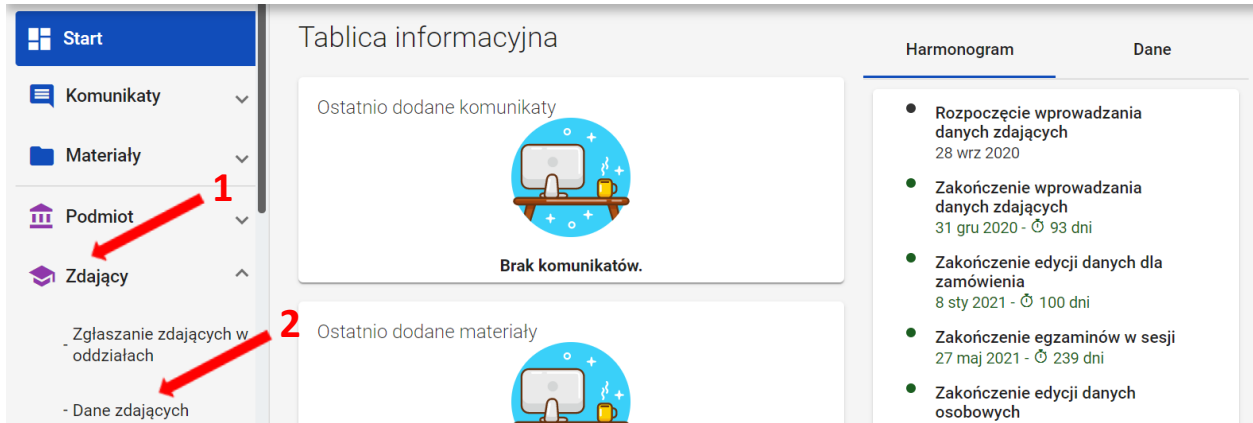 Start
Komunikaty
Materiały
1
Podmiot
Zdający
Zgłaszanie zdających w
- oddziałach
2
- Dane zdających
Tablica informacyjna
Ostatnio dodane komunikaty
Brak komunikatów.
Ostatnio dodane materiały
Harmonogram Dane
Rozpoczęcie wprowadzania
danych zdających
28 wrz 2020
Zakończenie wprowadzania
danych zdających
31 gru 2020 - 93 dni
Zakończenie edycji danych dla
zamówienia
8 sty 2021 - 100 dni
Zakończenie egzaminów w sesji
27 maj 2021 - 239 dni
Zakończenie edycji danych
osobowych